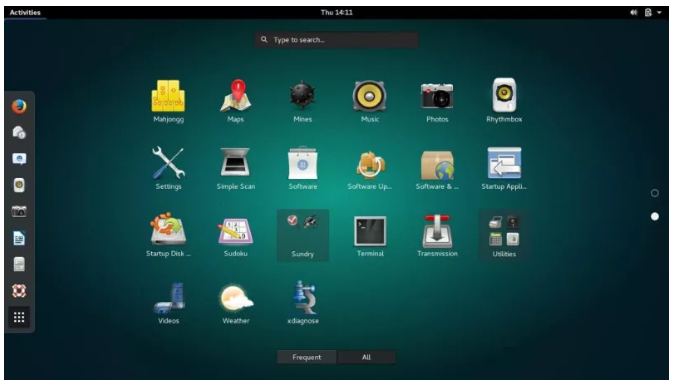 Activities Thu 14:11
Type to search...
Mahjongg Maps Mines Music Photos Rhythmbox
Settings Simple Scan Software Software Up... Software & ... Startup Appli...
Startup Disk ... Sudoku Sundry Terminal Transmission Utilities
Videos Weather xdiagnose
Frequent All